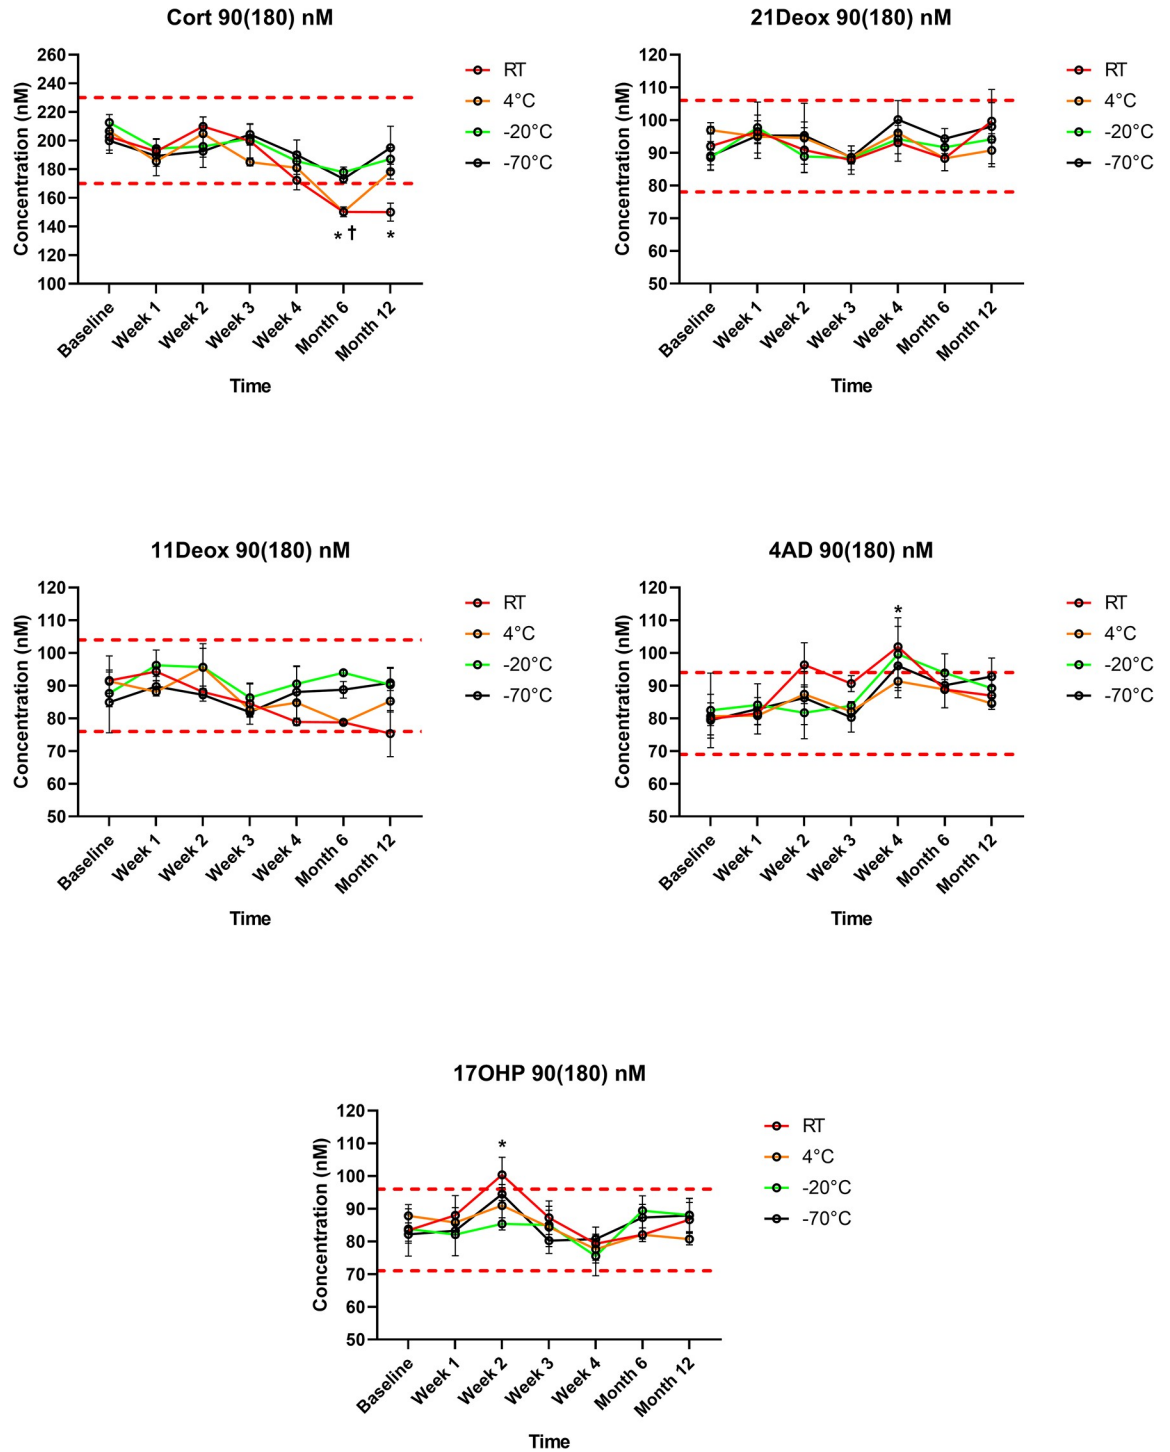 Cort 90(180) nM
Concentration (nM)
260
240
220
200
180
160
140
120
100
* †
*
Baseline
Week 1
Week 2
Week 3
Week 4
Month 6
Month 12
Time
RT
4°C
-20°C
-70°C
21Deox 90(180) nM
Concentration (nM)
120
110
100
90
80
70
60
50
Baseline
Week 1
Week 2
Week 3
Week 4
Month 6
Month 12
Time
RT
4°C
-20°C
-70°C
11Deox 90(180) nM
Concentration (nM)
120
110
100
90
80
70
60
50
Baseline
Week 1
Week 2
Week 3
Week 4
Month 6
Month 12
Time
RT
4°C
-20°C
-70°C
4AD 90(180) nM
Concentration (nM)
120
110
100
90
80
70
60
50
*
Baseline
Week 1
Week 2
Week 3
Week 4
Month 6
Month 12
Time
RT
4°C
-20°C
-70°C
17OHP 90(180) nM
Concentration (nM)
120
110
100
90
80
70
60
50
*
Baseline
Week 1
Week 2
Week 3
Week 4
Month 6
Month 12
Time
RT
4°C
-20°C
-70°C